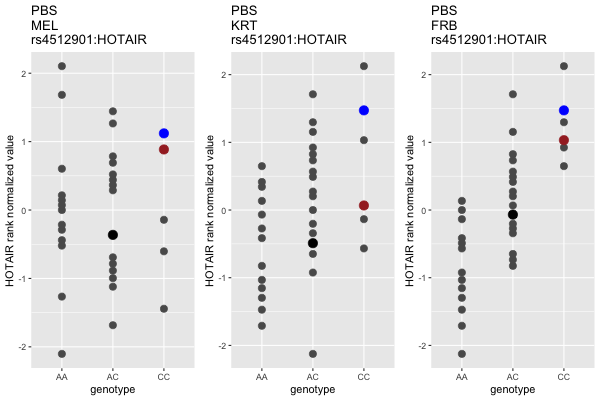 PBS
MEL
rs4512901:HOTAIR
HOTAIR rank normalized value
2
1
0
-1
-2
AA
AC
CC
genotype
PBS
KRT
rs4512901:HOTAIR
HOTAIR rank normalized value
2
1
0
-1
-2
AA
AC
CC
genotype
PBS
FRB
rs4512901:HOTAIR
HOTAIR rank normalized value
2
1
0
-1
-2
AA
AC
CC
genotype